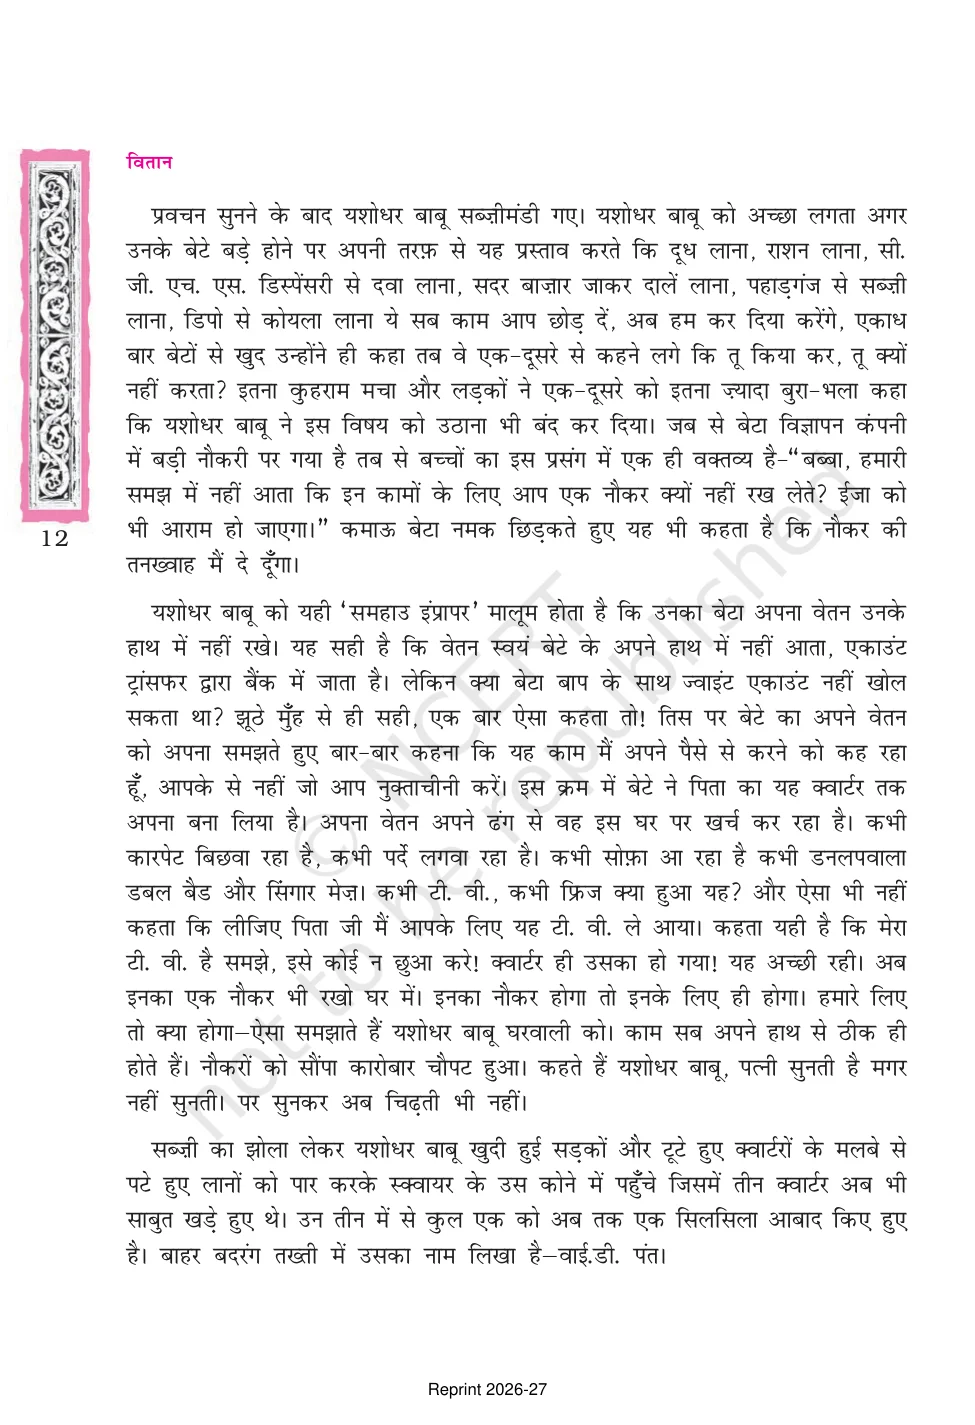 वितान
प्रवचन सुनने के बाद यशोधर बाबू सब्ज़ीमंडी गए। यशोधर बाबू को अच्छा लगता अगर
उनके बेटे बड़े होने पर अपनी तरफ़ से यह प्रस्ताव करते कि दूध लाना, राशन लाना, सी.
जी. एच. एस. डिस्पेंसरी से दवा लाना, सदर बाज़ार जाकर दालें लाना, पहाड़गंज से सब्ज़ी
लाना, डिपो से कोयला लाना ये सब काम आप छोड़ दें, अब हम कर दिया करेंगे, एकाध
बार बेटों से खुद उन्होंने ही कहा तब वे एक-दूसरे से कहने लगे कि तू किया कर, तू क्यों
नहीं करता? इतना कुहराम मचा और लड़कों ने एक-दूसरे को इतना ज़्यादा बुरा-भला कहा
कि यशोधर बाबू ने इस विषय को उठाना भी बंद कर दिया। जब से बेटा विज्ञापन कंपनी
में बड़ी नौकरी पर गया है तब से बच्चों का इस प्रसंग में एक ही वक्तव्य है-“बब्बा, हमारी
समझ में नहीं आता कि इन कामों के लिए आप एक नौकर क्यों नहीं रख लेते? ईजा को
भी आराम हो जाएगा।” कमाऊ बेटा नमक छिड़कते हुए यह भी कहता है कि नौकर की
तनख्वाह मैं दे दूँगा।
12
यशोधर बाबू को यही ‘समहाउ इंप्रापर’ मालूम होता है कि उनका बेटा अपना वेतन उनके
हाथ में नहीं रखे। यह सही है कि वेतन स्वयं बेटे के अपने हाथ में नहीं आता, एकाउंट
ट्रांसफर द्वारा बैंक में जाता है। लेकिन क्या बेटा बाप के साथ ज्वाइंट एकाउंट नहीं खोल
सकता था? झूठे मुँह से ही सही, एक बार ऐसा कहता तो! तिस पर बेटे का अपने वेतन
को अपना समझते हुए बार-बार कहना कि यह काम मैं अपने पैसे से करने को कह रहा
हूँ, आपके से नहीं जो आप नुक्ताचीनी करें। इस क्रम में बेटे ने पिता का यह क्वार्टर तक
अपना बना लिया है। अपना वेतन अपने ढंग से वह इस घर पर खर्च कर रहा है। कभी
कारपेट बिछवा रहा है, कभी पर्दे लगवा रहा है। कभी सोफ़ा आ रहा है कभी डनलपवाला
डबल बैड और सिंगार मेज़। कभी टी. वी., कभी फ्रिज क्या हुआ यह? और ऐसा भी नहीं
कहता कि लीजिए पिता जी मैं आपके लिए यह टी. वी. ले आया। कहता यही है कि मेरा
टी. वी. है समझे, इसे कोई न छुआ करे! क्वार्टर ही उसका हो गया! यह अच्छी रही। अब
इनका एक नौकर भी रखो घर में। इनका नौकर होगा तो इनके लिए ही होगा। हमारे लिए
तो क्या होगा—ऐसा समझाते हैं यशोधर बाबू घरवाली को। काम सब अपने हाथ से ठीक ही
होते हैं। नौकरों को सौंपा कारोबार चौपट हुआ। कहते हैं यशोधर बाबू, पत्नी सुनती है मगर
नहीं सुनती। पर सुनकर अब चिढ़ती भी नहीं।
सब्ज़ी का झोला लेकर यशोधर बाबू खुदी हुई सड़कों और टूटे हुए क्वार्टरों के मलबे से
पटे हुए लानों को पार करके स्क्वायर के उस कोने में पहुँचे जिसमें तीन क्वार्टर अब भी
साबुत खड़े हुए थे। उन तीन में से कुल एक को अब तक एक सिलसिला आबाद किए हुए
है। बाहर बदरंग तख्ती में उसका नाम लिखा है—वाई.डी. पंत।
© NCERT
not to be republished
Reprint 2026-27